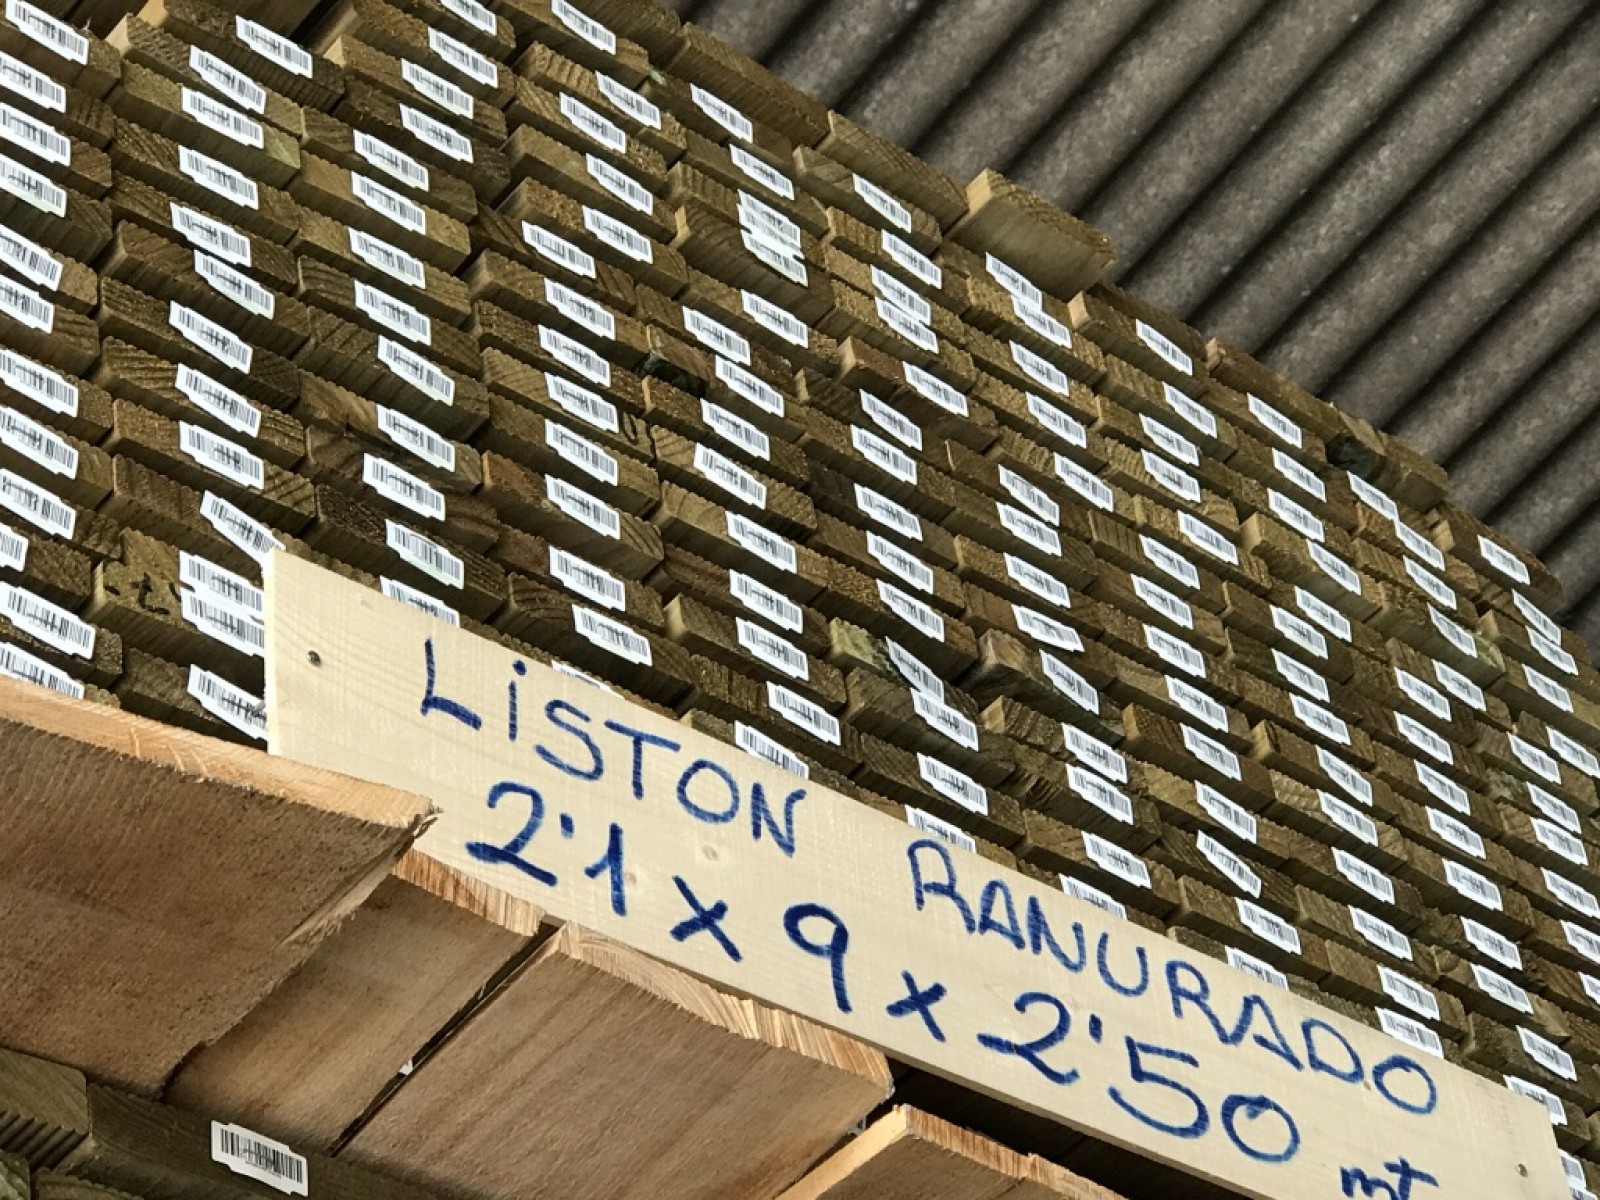 LiSTON RANURADO
2'1 x 9 x 2'50 mt